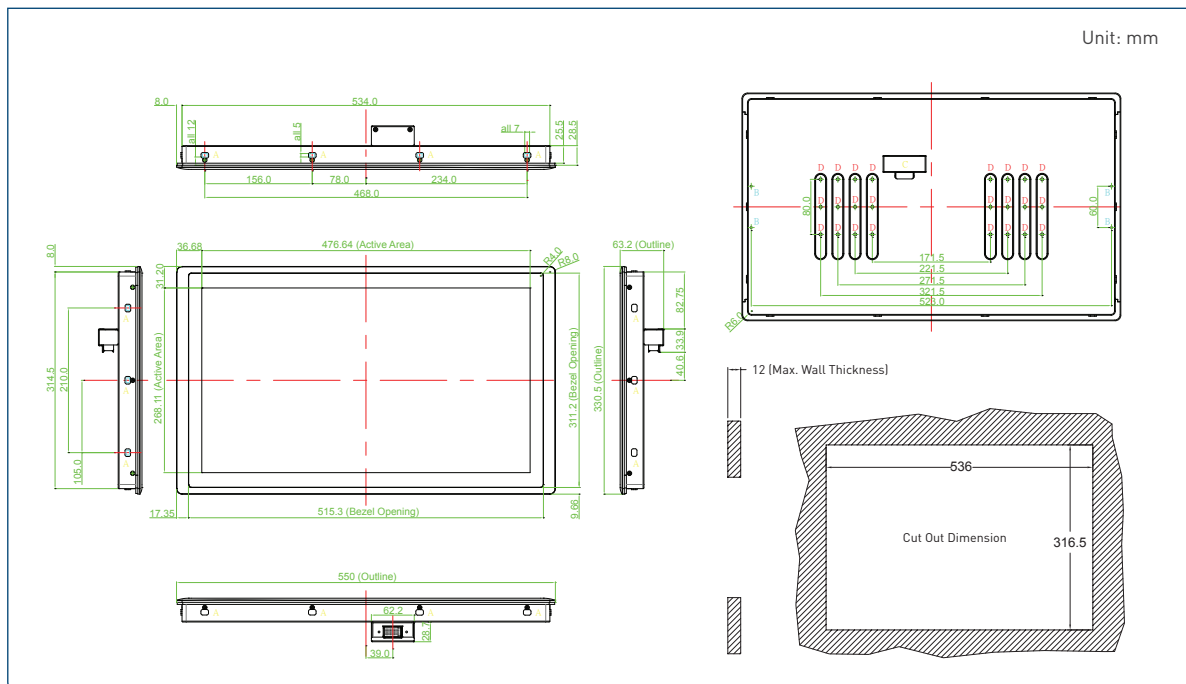 Unit: mm
8.0
534.0
all 12
all 5
all 7
25.5
28.5
A
A
A
A
156.0
78.0
234.0
468.0
D D D D
D D D D
C
B
B
D D D D
D D D D
B
B
80.0
60.0
D D D D
D D D D
171.5
221.5
271.5
321.5
523.0
R6.0
8.0
36.68
476.64 (Active Area)
R4.0
R8.0
63.2 (Outline)
31.20
82.75
A
A
33.9
40.6
314.5
210.0
268.11 (Active Area)
311.2 (Bezel Opening)
330.5 (Outline)
A
A
105.0
A
A
17.35
515.3 (Bezel Opening)
9.66
12 (Max. Wall Thickness)
536
Cut Out Dimension
316.5
550 (Outline)
A
A
A
A
62.2
28.7
39.0